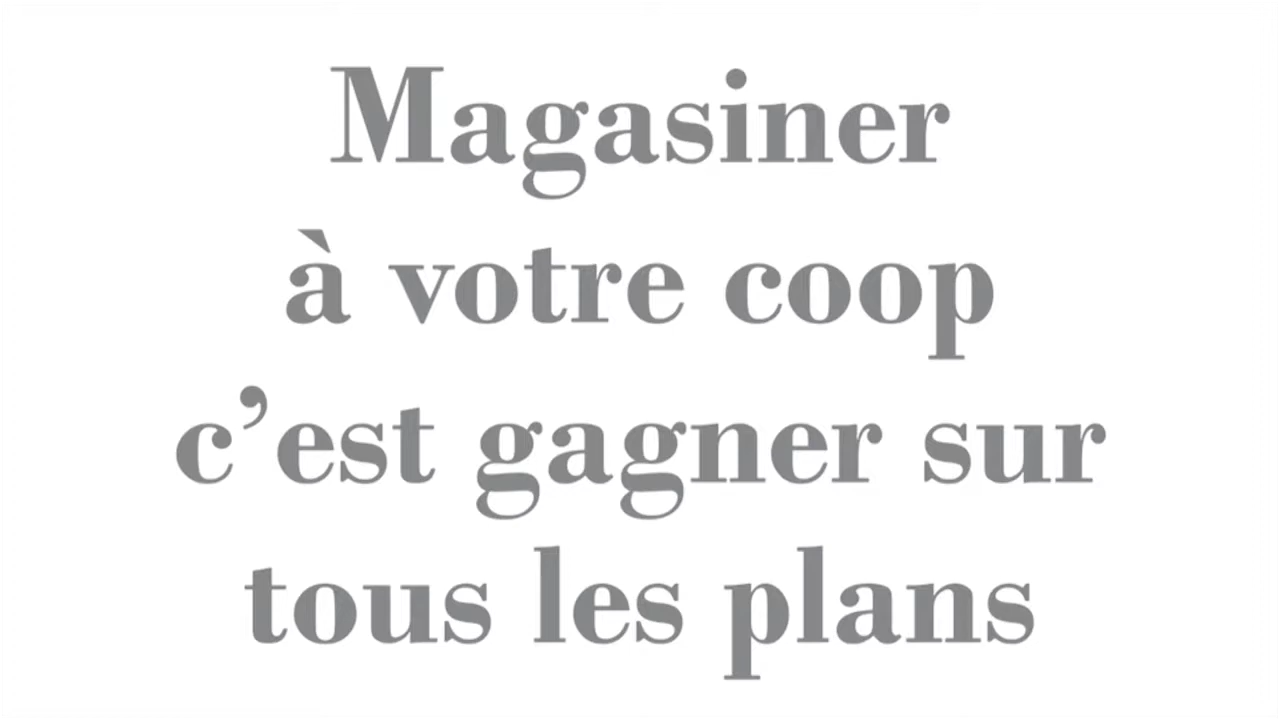 Magasiner
à votre coop
c’est gagner sur
tous les plans